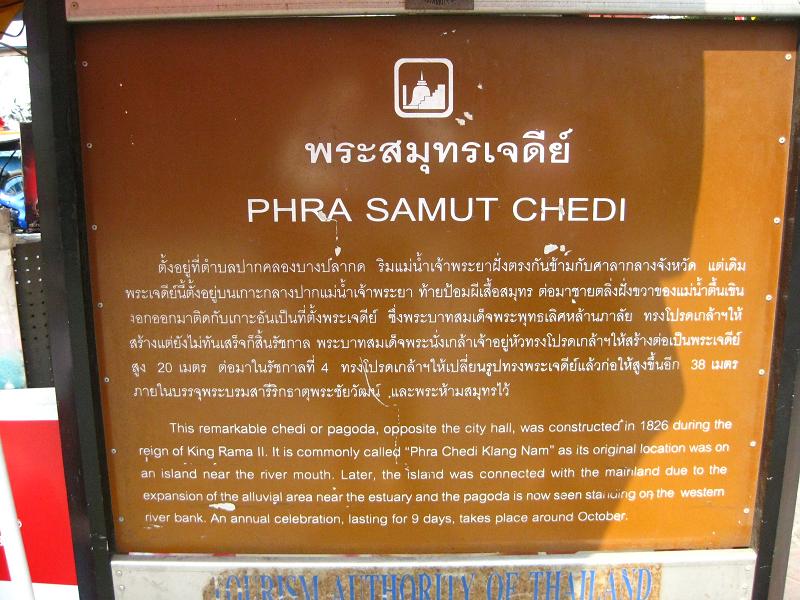 พระสมุทรเจดีย์
PHRA SAMUT CHEDI
ตั้งอยู่ที่ตำบลปากคลองบางปลากด ริมแม่น้ำเจ้าพระยาฝั่งตรงกันข้ามกับศาลากลางจังหวัด แต่เดิม
พระเจดีย์นี้ตั้งอยู่บนเกาะกลางปากแม่น้ำเจ้าพระยา ท้ายป้อมผีเสื้อสมุทร ต่อมาชายตลิ่งฝั่งขวาของแม่น้ำตื้นเขิน
งอกออกมาติดกับเกาะอันเป็นที่ตั้งพระเจดีย์ ซึ่งพระบาทสมเด็จพระพุทธเลิศหล้านภาลัย ทรงโปรดเกล้าฯให้
สร้างแต่ยังไม่ทันเสร็จก็สิ้นรัชกาล พระบาทสมเด็จพระนั่งเกล้าเจ้าอยู่หัวทรงโปรดเกล้าฯให้สร้างต่อเป็นพระเจดีย์
สูง 20 เมตร ต่อมาในรัชกาลที่ 4 ทรงโปรดเกล้าฯให้เปลี่ยนรูปทรงพระเจดีย์แล้วก่อให้สูงขึ้นอีก 38 เมตร
ภายในบรรจุพระบรมสารีริกธาตุพระชัยวัฒน์ และพระห้ามสมุทรไว้
This remarkable chedi or pagoda, opposite the city hall, was constructed in 1826 during the
reign of King Rama II. It is commonly called "Phra Chedi Klang Nam" as its original location was on
an island near the river mouth. Later, the island was connected with the mainland due to the
expansion of the alluvial area near the estuary and the pagoda is now seen standing on the western
river bank. An annual celebration, lasting for 9 days, takes place around October.
TOURISM AUTHORITY OF THAILAND